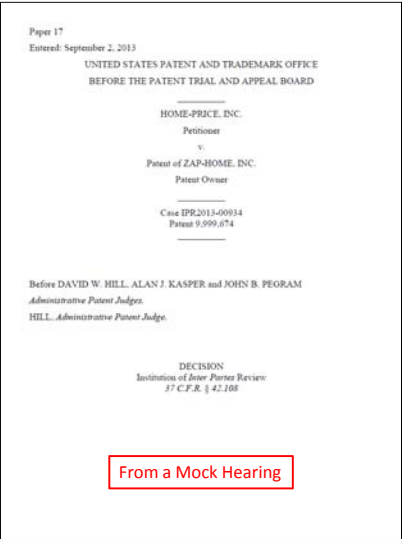 Paper 17
Entered: September 2, 2013
UNITED STATES PATENT AND TRADEMARK OFFICE
BEFORE THE PATENT TRIAL AND APPEAL BOARD
HOME-PRICE, INC.
Petitioner
v.
Patent of ZAP-HOME, INC.
Patent Owner
Case IPR2013-00934
Patent 9,999,674
Before DAVID W. HILL, ALAN J. KASPER and JOHN B. PEGRAM
Administrative Patent Judges.
HILL, Administrative Patent Judge.
DECISION
Institution of Inter Partes Review
37 C.F.R. § 42.108
From a Mock Hearing